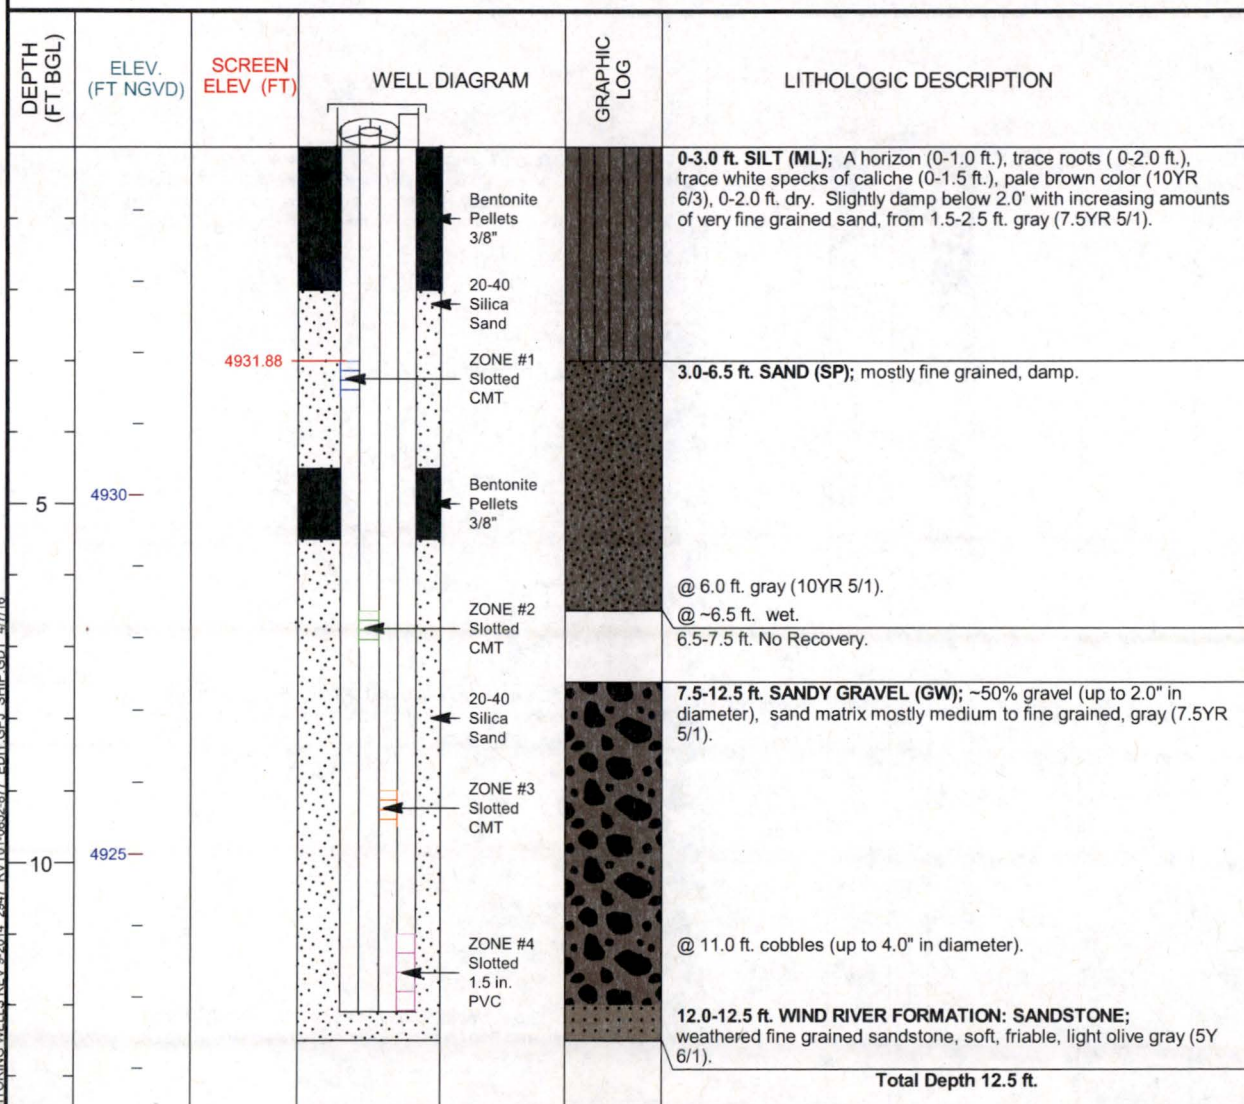 DEPTH
(FT BGL)
ELEV.
(FT NGVD)
SCREEN
ELEV (FT)
WELL DIAGRAM
GRAPHIC
LOG
LITHOLOGIC DESCRIPTION
0-3.0 ft. SILT (ML); A horizon (0-1.0 ft.), trace roots ( 0-2.0 ft.),
trace white specks of caliche (0-1.5 ft.), pale brown color (10YR
6/3), 0-2.0 ft. dry. Slightly damp below 2.0' with increasing amounts
of very fine grained sand, from 1.5-2.5 ft. gray (7.5YR 5/1).
Bentonite
Pellets
3/8"
20-40
Silica
Sand
4931.88
ZONE #1
Slotted
CMT
3.0-6.5 ft. SAND (SP); mostly fine grained, damp.
5
4930
Bentonite
Pellets
3/8"
@ 6.0 ft. gray (10YR 5/1).
@ ~6.5 ft. wet.
ZONE #2
Slotted
CMT
6.5-7.5 ft. No Recovery.
20-40
Silica
Sand
7.5-12.5 ft. SANDY GRAVEL (GW); ~50% gravel (up to 2.0" in
diameter), sand matrix mostly medium to fine grained, gray (7.5YR
5/1).
ZONE #3
Slotted
CMT
10
4925
ZONE #4
Slotted
1.5 in.
PVC
@ 11.0 ft. cobbles (up to 4.0" in diameter).
12.0-12.5 ft. WIND RIVER FORMATION: SANDSTONE;
weathered fine grained sandstone, soft, friable, light olive gray (5Y
6/1).
Total Depth 12.5 ft.